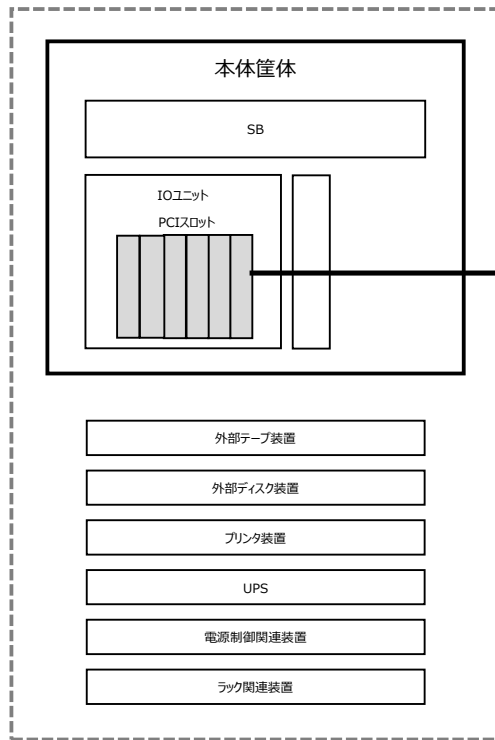 本体筐体
SB
IOユニット
PCIスロット
外部テープ装置
外部ディスク装置
プリンタ装置
UPS
電源制御関連装置
ラック関連装置